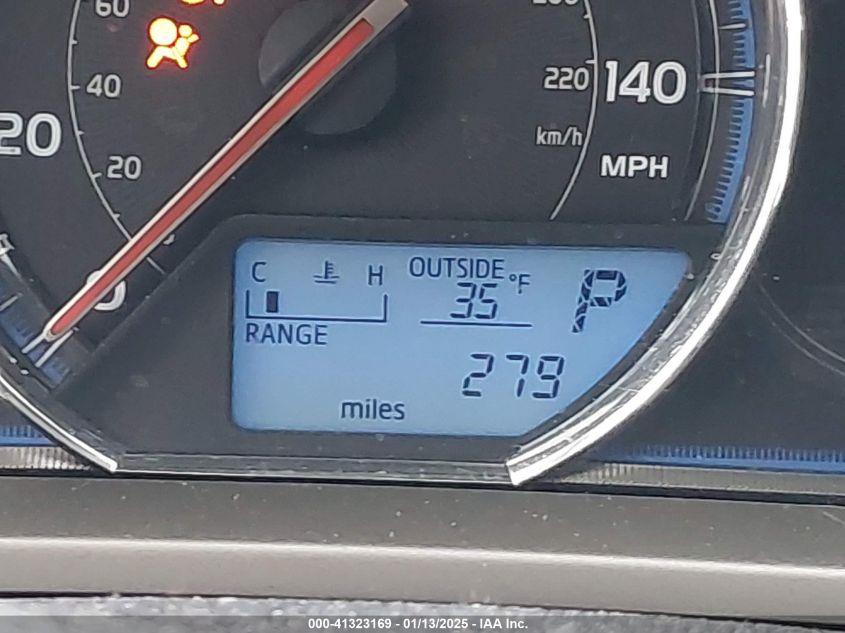 60
40
20
20
0
220
140
km/h
MPH
C H
OUTSIDE
35 °F
P
RANGE
279
miles
000-41323169 - 01/13/2025 - IAA Inc.